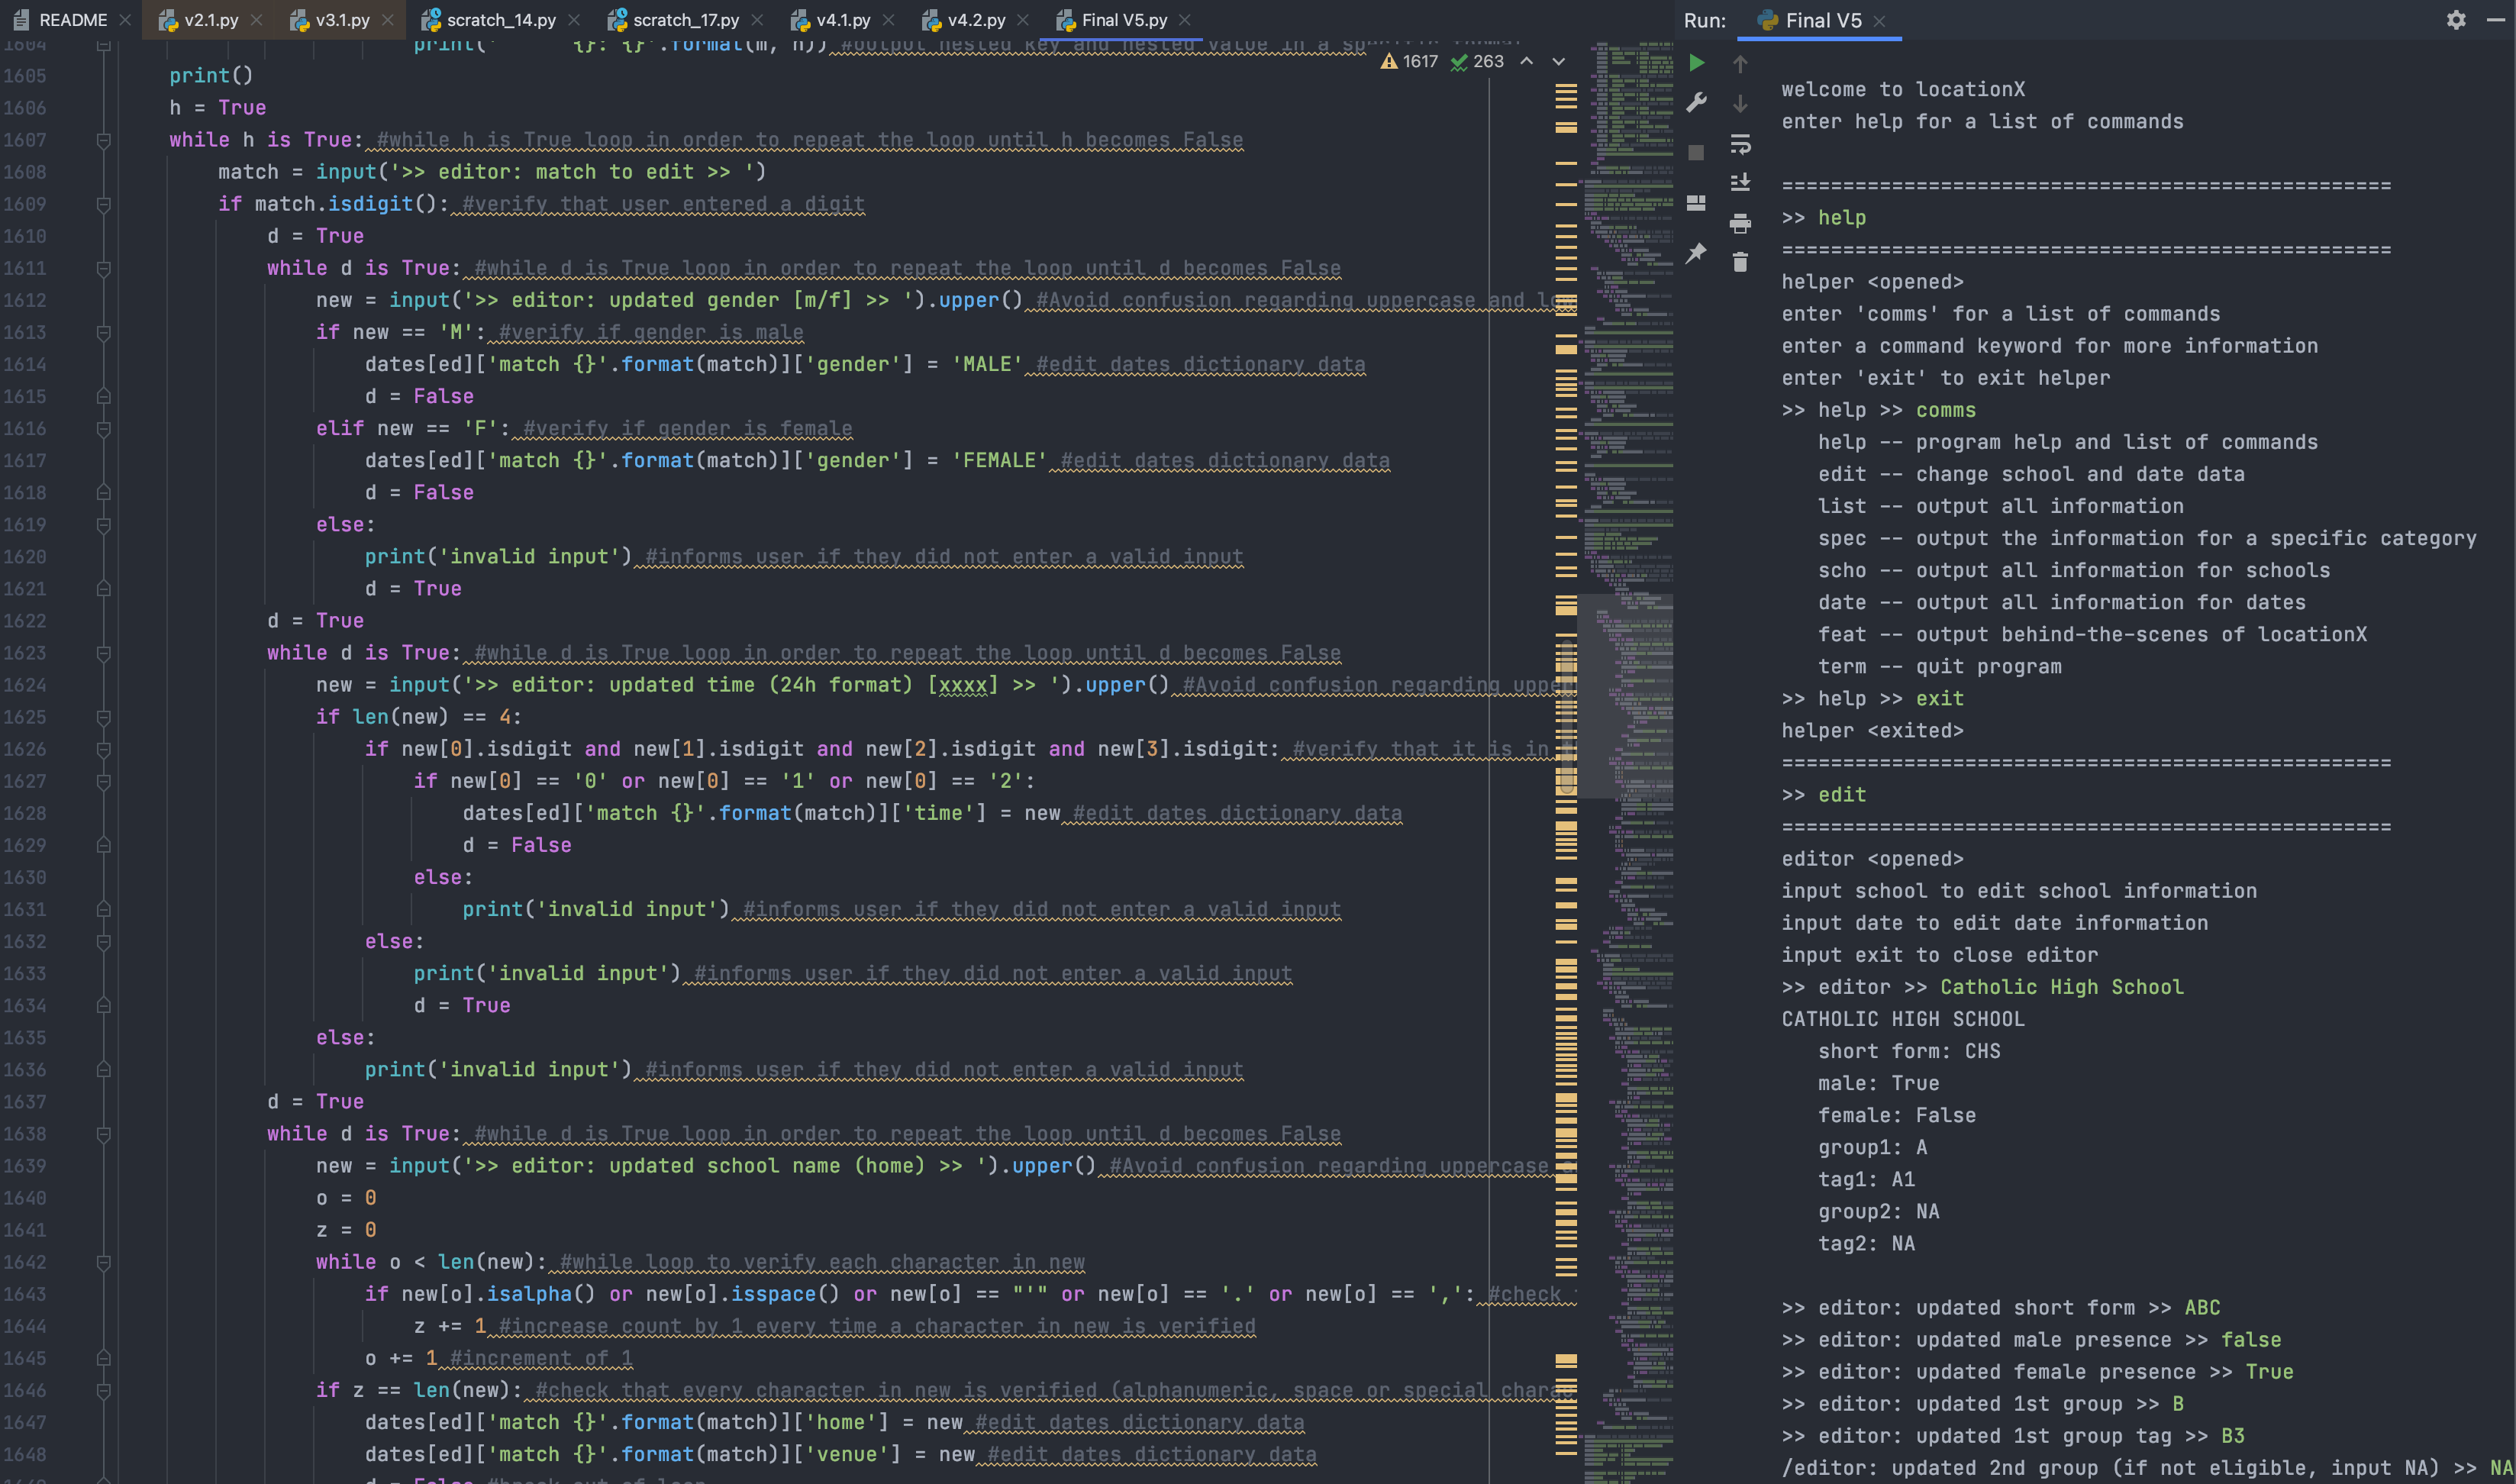 README
v2.1.py
v3.1.py
scratch_14.py
scratch_17.py
v4.1.py
v4.2.py
Final V5.py
1604 print(' {}: {}'.format(m, n)) #output nested key and nested value in a specific format
1617 263
1605 print()
1606 h = True
1607 while h is True: #while h is True loop in order to repeat the loop until h becomes False
1608 match = input('>> editor: match to edit >> ')
1609 if match.isdigit(): #verify that user entered a digit
1610 d = True
1611 while d is True: #while d is True loop in order to repeat the loop until d becomes False
1612 new = input('>> editor: updated gender [m/f] >> ').upper() #Avoid confusion regarding uppercase and
1613 if new == 'M': #verify if gender is male
1614 dates[ed]['match {}'.format(match)]['gender'] = 'MALE' #edit dates dictionary data
1615 d = False
1616 elif new == 'F': #verify if gender is female
1617 dates[ed]['match {}'.format(match)]['gender'] = 'FEMALE' #edit dates dictionary data
1618 d = False
1619 else:
1620 print('invalid input') #informs user if they did not enter a valid input
1621 d = True
1622 d = True
1623 while d is True: #while d is True loop in order to repeat the loop until d becomes False
1624 new = input('>> editor: updated time (24h format) [xxxx] >> ').upper() #Avoid confusion regarding
1625 if len(new) == 4:
1626 if new[0].isdigit and new[1].isdigit and new[2].isdigit and new[3].isdigit: #verify that it is in
1627 if new[0] == '0' or new[0] == '1' or new[0] == '2':
1628 dates[ed]['match {}'.format(match)]['time'] = new #edit dates dictionary data
1629 d = False
1630 else:
1631 print('invalid input') #informs user if they did not enter a valid input
1632 else:
1633 print('invalid input') #informs user if they did not enter a valid input
1634 d = True
1635 else:
1636 print('invalid input') #informs user if they did not enter a valid input
1637 d = True
1638 while d is True: #while d is True loop in order to repeat the loop until d becomes False
1639 new = input('>> editor: updated school name (home) >> ').upper() #Avoid confusion regarding uppercase
1640 o = 0
1641 z = 0
1642 while o < len(new): #while loop to verify each character in new
1643 if new[o].isalpha() or new[o].isspace() or new[o] == "'" or new[o] == '.' or new[o] == ',': #check
1644 z += 1 #increase count by 1 every time a character in new is verified
1645 o += 1 #increment of 1
1646 if z == len(new): #check that every character in new is verified (alphanumeric, space or special
1647 dates[ed]['match {}'.format(match)]['home'] = new #edit dates dictionary data
1648 dates[ed]['match {}'.format(match)]['venue'] = new #edit dates dictionary data
d = False #break out of loop
Run: Final V5
welcome to locationX
enter help for a list of commands
==================================================
>> help
==================================================
helper <opened>
enter 'comms' for a list of commands
enter a command keyword for more information
enter 'exit' to exit helper
>> help >> comms
help -- program help and list of commands
edit -- change school and date data
list -- output all information
spec -- output the information for a specific category
scho -- output all information for schools
date -- output all information for dates
feat -- output behind-the-scenes of locationX
term -- quit program
>> help >> exit
helper <exited>
==================================================
>> edit
==================================================
editor <opened>
input school to edit school information
input date to edit date information
input exit to close editor
>> editor >> Catholic High School
CATHOLIC HIGH SCHOOL
short form: CHS
male: True
female: False
group1: A
tag1: A1
group2: NA
tag2: NA
>> editor: updated short form >> ABC
>> editor: updated male presence >> false
>> editor: updated female presence >> True
>> editor: updated 1st group >> B
>> editor: updated 1st group tag >> B3
/editor: updated 2nd group (if not eligible, input NA) >> NA